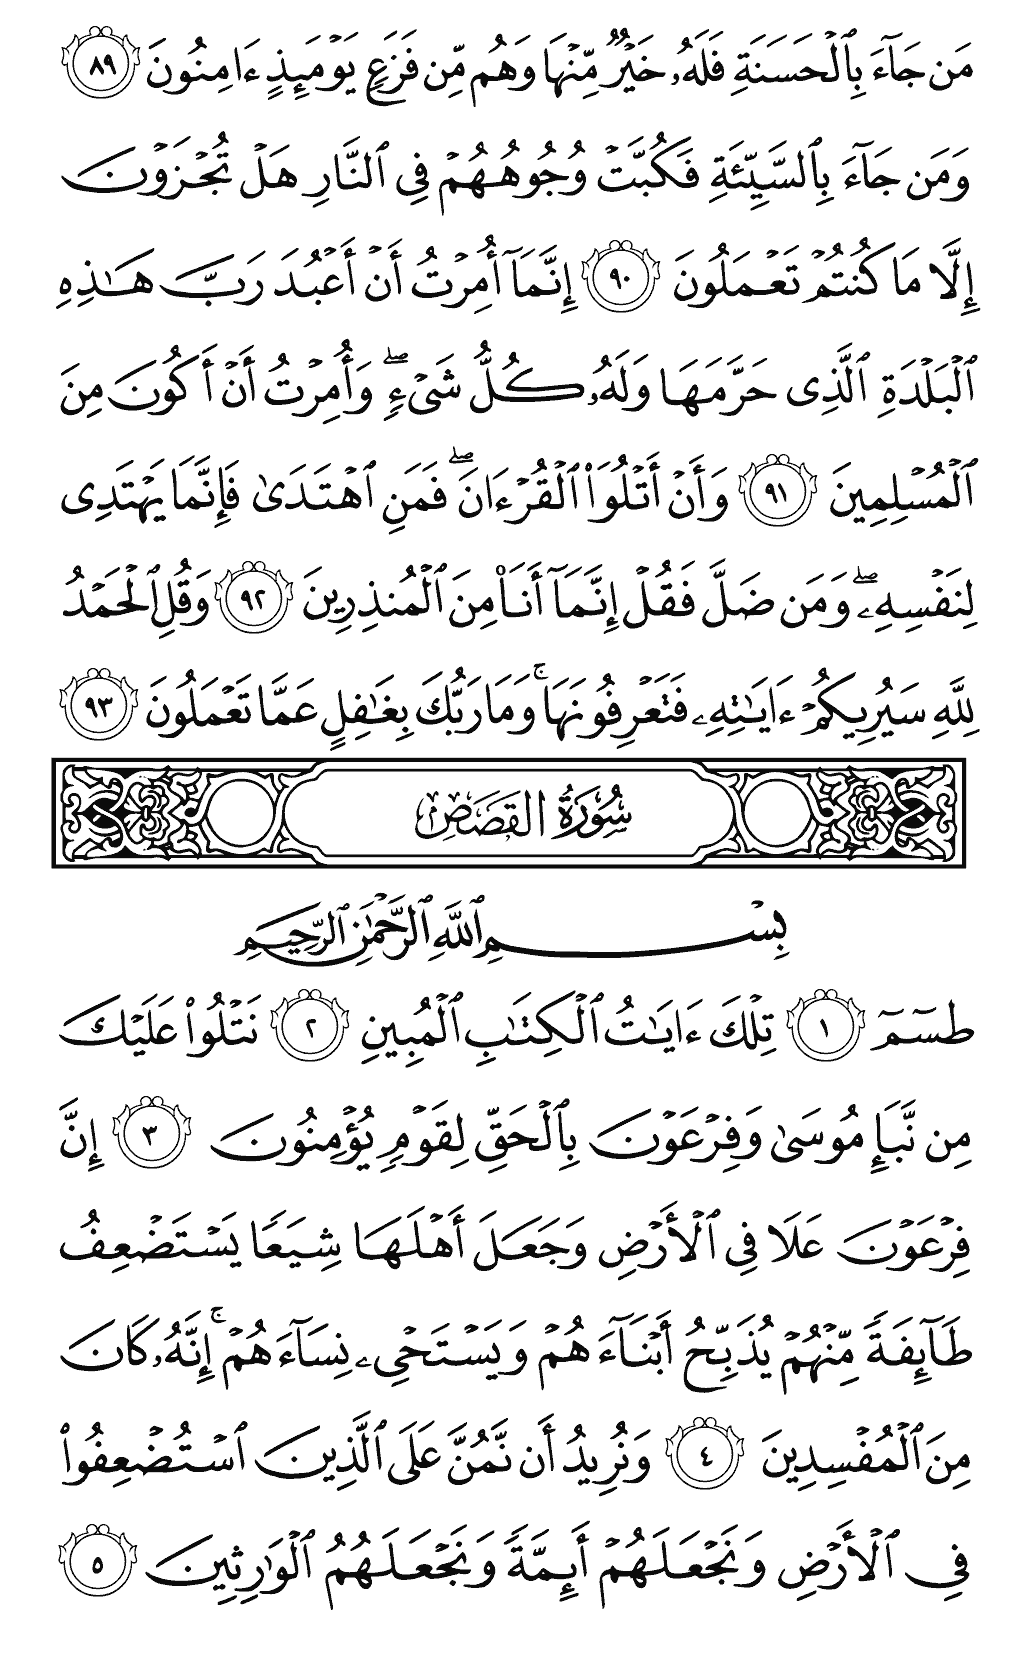 مَن جَآءَ بِٱلْحَسَنَةِ فَلَهُۥ خَيْرٌ مِّنْهَا وَهُم مِّن فَزَعٍ يَوْمَئِذٍ ءَامِنُونَ ٨٩
وَمَن جَآءَ بِٱلسَّيِّئَةِ فَكُبَّتْ وُجُوهُهُمْ فِى ٱلنَّارِ هَلْ تُجْزَوْنَ
إِلَّا مَا كُنتُمْ تَعْمَلُونَ ٩٠ إِنَّمَآ أُمِرْتُ أَنْ أَعْبُدَ رَبَّ هَٰذِهِ
ٱلْبَلْدَةِ ٱلَّذِى حَرَّمَهَا وَلَهُۥ كُلُّ شَىْءٍ ۖ وَأُمِرْتُ أَنْ أَكُونَ مِنَ
ٱلْمُسْلِمِينَ ٩١ وَأَنْ أَتْلُوَا۟ ٱلْقُرْءَانَ ۖ فَمَنِ ٱهْتَدَىٰ فَإِنَّمَا يَهْتَدِى
لِنَفْسِهِۦ ۖ وَمَن ضَلَّ فَقُلْ إِنَّمَآ أَنَا۠ مِنَ ٱلْمُنذِرِينَ ٩٢ وَقُلِ ٱلْحَمْدُ
لِلَّهِ سَيُرِيكُمْ ءَايَٰتِهِۦ فَتَعْرِفُونَهَا ۚ وَمَا رَبُّكَ بِغَٰفِلٍ عَمَّا تَعْمَلُونَ ٩٣
سُورَةُ القَصَصِ
بِسْمِ ٱللَّهِ ٱلرَّحْمَٰنِ ٱلرَّحِيمِ
طسٓمٓ ١ تِلْكَ ءَايَٰتُ ٱلْكِتَٰبِ ٱلْمُبِينِ ٢ نَتْلُوا۟ عَلَيْكَ
مِن نَّبَإِ مُوسَىٰ وَفِرْعَوْنَ بِٱلْحَقِّ لِقَوْمٍ يُؤْمِنُونَ ٣ إِنَّ
فِرْعَوْنَ عَلَا فِى ٱلْأَرْضِ وَجَعَلَ أَهْلَهَا شِيَعًا يَسْتَضْعِفُ
طَآئِفَةً مِّنْهُمْ يُذَبِّحُ أَبْنَآءَهُمْ وَيَسْتَحْىِۦ نِسَآءَهُمْ ۚ إِنَّهُۥ كَانَ
مِنَ ٱلْمُفْسِدِينَ ٤ وَنُرِيدُ أَن نَّمُنَّ عَلَى ٱلَّذِينَ ٱسْتُضْعِفُوا۟
فِى ٱلْأَرْضِ وَنَجْعَلَهُمْ أَئِمَّةً وَنَجْعَلَهُمُ ٱلْوَٰرِثِينَ ٥